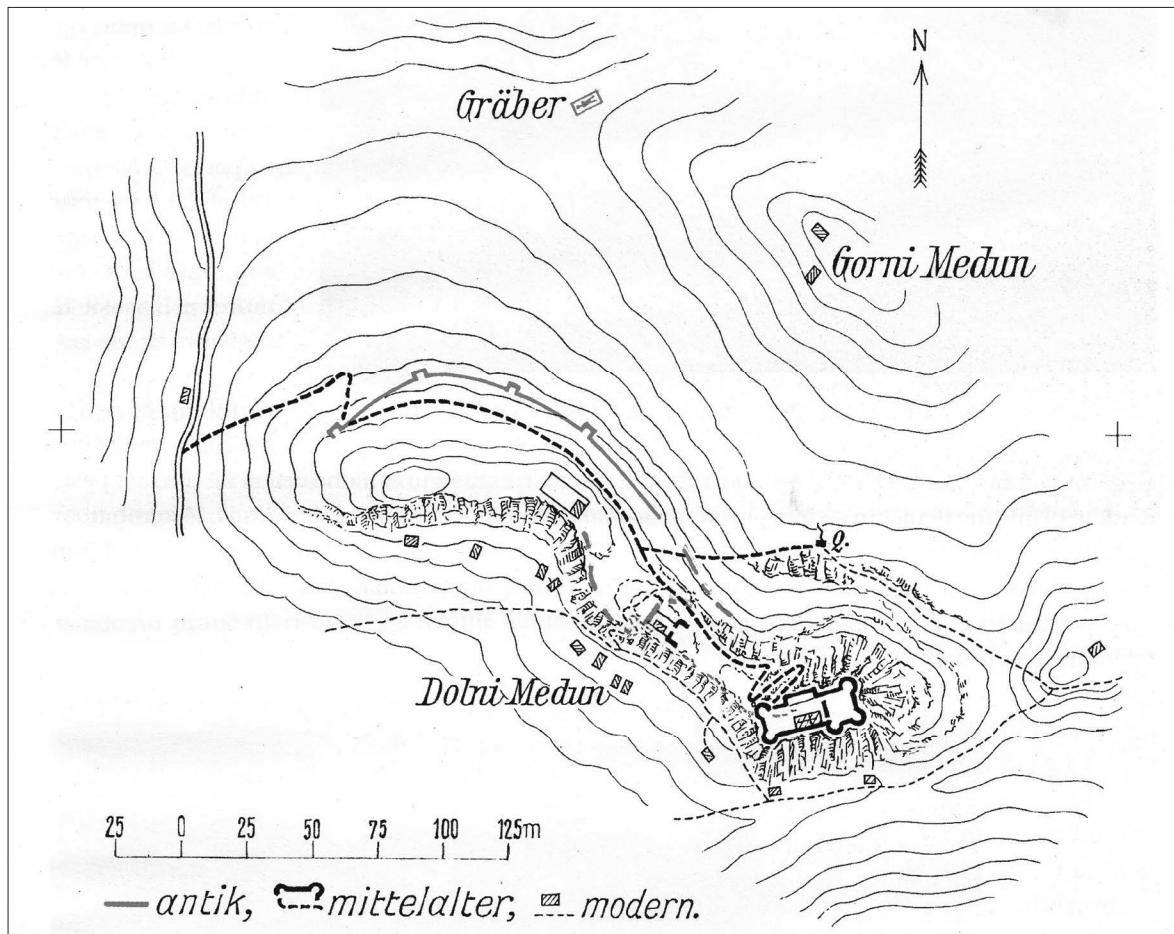 N
Gräber
Gorni Medun
Q.
Dolni Medun
25 0 25 50 75 100 125m
antik, mittelalter, modern.